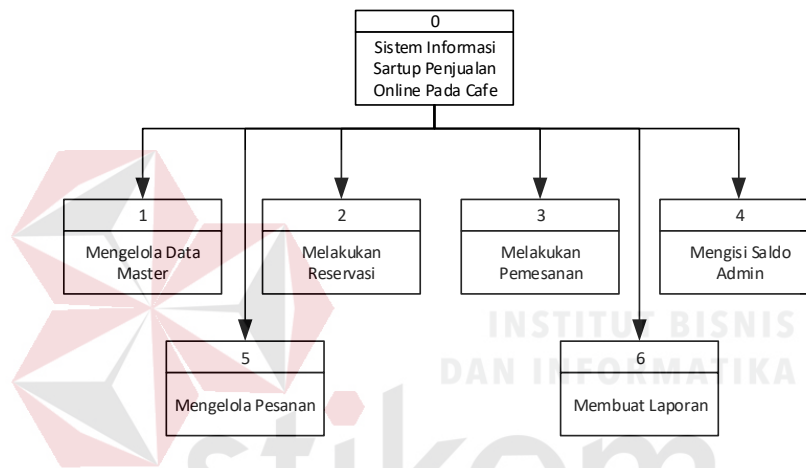 0
Sistem Informasi
Sartup Penjualan
Online Pada Cafe
1
Mengelola Data
Master
2
Melakukan
Reservasi
3
Melakukan
Pemesanan
4
Mengisi Saldo
Admin
5
Mengelola Pesanan
6
Membuat Laporan
INSTITUT BISNIS
DAN INFORMATIKA
stikom